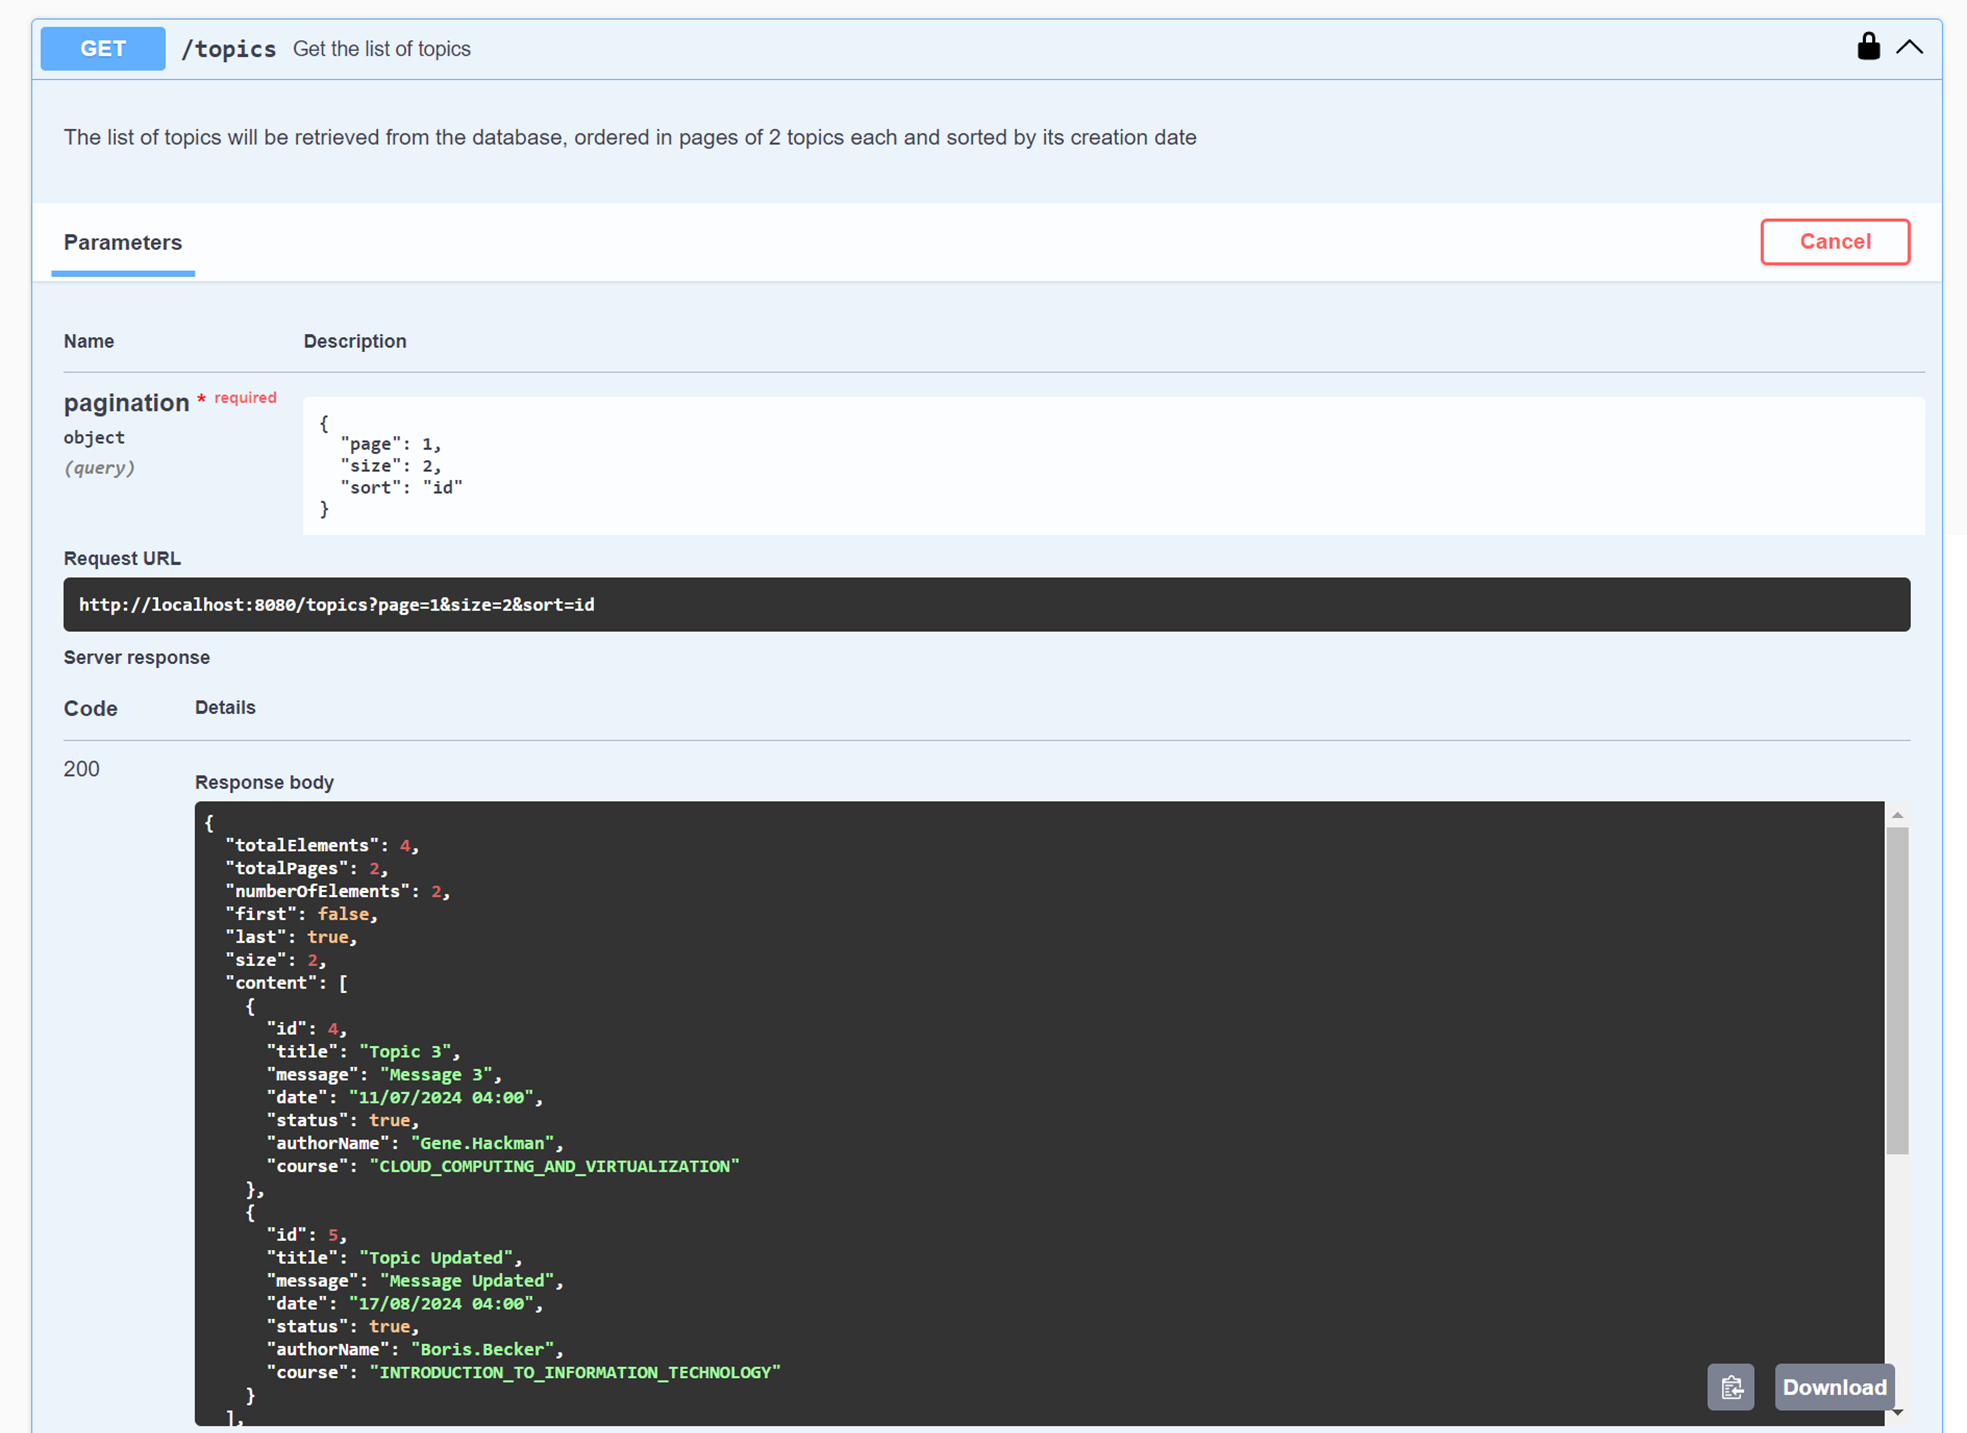 GET /topics Get the list of topics
The list of topics will be retrieved from the database, ordered in pages of 2 topics each and sorted by its creation date
Parameters
Cancel
Name Description
pagination * required
object
(query)
{
  "page": 1,
  "size": 2,
  "sort": "id"
}
Request URL
http://localhost:8080/topics?page=1&size=2&sort=id
Server response
Code Details
200
Response body
{
  "totalElements": 4,
  "totalPages": 2,
  "numberOfElements": 2,
  "first": false,
  "last": true,
  "size": 2,
  "content": [
    {
      "id": 4,
      "title": "Topic 3",
      "message": "Message 3",
      "date": "11/07/2024 04:00",
      "status": true,
      "authorName": "Gene.Hackman",
      "course": "CLOUD_COMPUTING_AND_VIRTUALIZATION"
    },
    {
      "id": 5,
      "title": "Topic Updated",
      "message": "Message Updated",
      "date": "17/08/2024 04:00",
      "status": true,
      "authorName": "Boris.Becker",
      "course": "INTRODUCTION_TO_INFORMATION_TECHNOLOGY"
    }
  ],
Download